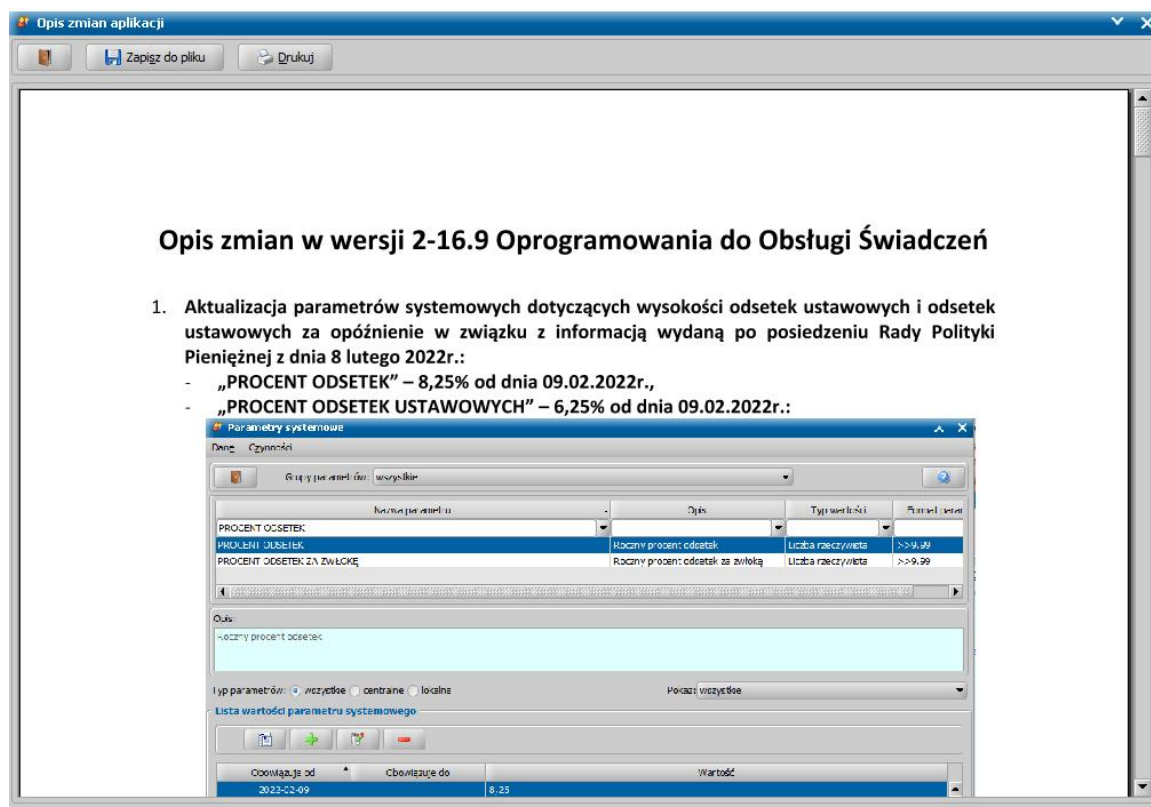 Opis zmian aplikacji
Zapisz do pliku
Drukuj
Opis zmian w wersji 2-16.9 Oprogramowania do Obsługi Świadczeń
1. Aktualizacja parametrów systemowych dotyczących wysokości odsetek ustawowych i odsetek
ustawowych za opóźnienie w związku z informacją wydaną po posiedzeniu Rady Polityki
Pieniężnej z dnia 8 lutego 2022r.:
- „PROCENT ODSETEK” – 8,25% od dnia 09.02.2022r.,
- „PROCENT ODSETEK USTAWOWYCH” – 6,25% od dnia 09.02.2022r.:
Parametry systemowe
Dane Czynności
Grupy parametrów: wszystkie
Nazwa parametru Opis Typ wartości Format param
PROCENT ODSETEK
PROCENT ODSETEK Roczny procent odsetek Liczba rzeczywista >>9.99
PROCENT ODSETEK ZA ZWŁOKĘ Roczny procent odsetek za zwłokę Liczba rzeczywista >>9.99
Opis:
Roczny procent odsetek
Typ parametrów: wszystkie centralne lokalne Pokaż: wszystkie
Lista wartości parametru systemowego
Obowiązuje od Obowiązuje do Wartość
2022-02-09 8,25